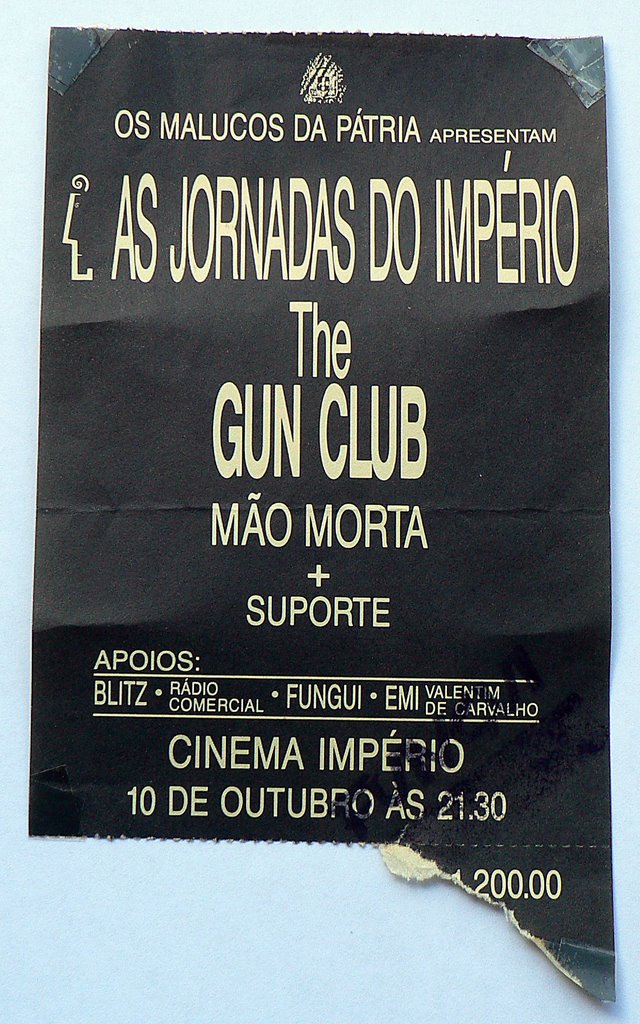 OS MALUCOS DA PÁTRIA APRESENTAM
AS JORNADAS DO IMPÉRIO
The
GUN CLUB
MÃO MORTA
+
SUPORTE
APOIOS:
BLITZ • RÁDIO COMERCIAL • FUNGUI • EMI VALENTIM DE CARVALHO
CINEMA IMPÉRIO
10 DE OUTUBRO ÀS 21.30
1.200.00